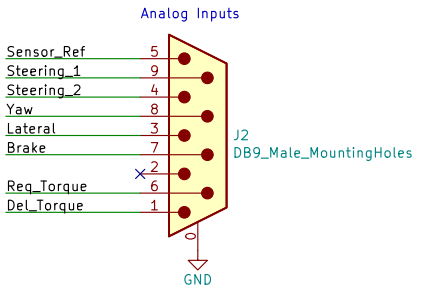 Analog Inputs
Sensor_Ref 5
Steering_1 9
Steering_2 4
Yaw 8
Lateral 3
Brake 7
2
Req_Torque 6
Del_Torque 1
J2
DB9_Male_MountingHoles
0
GND